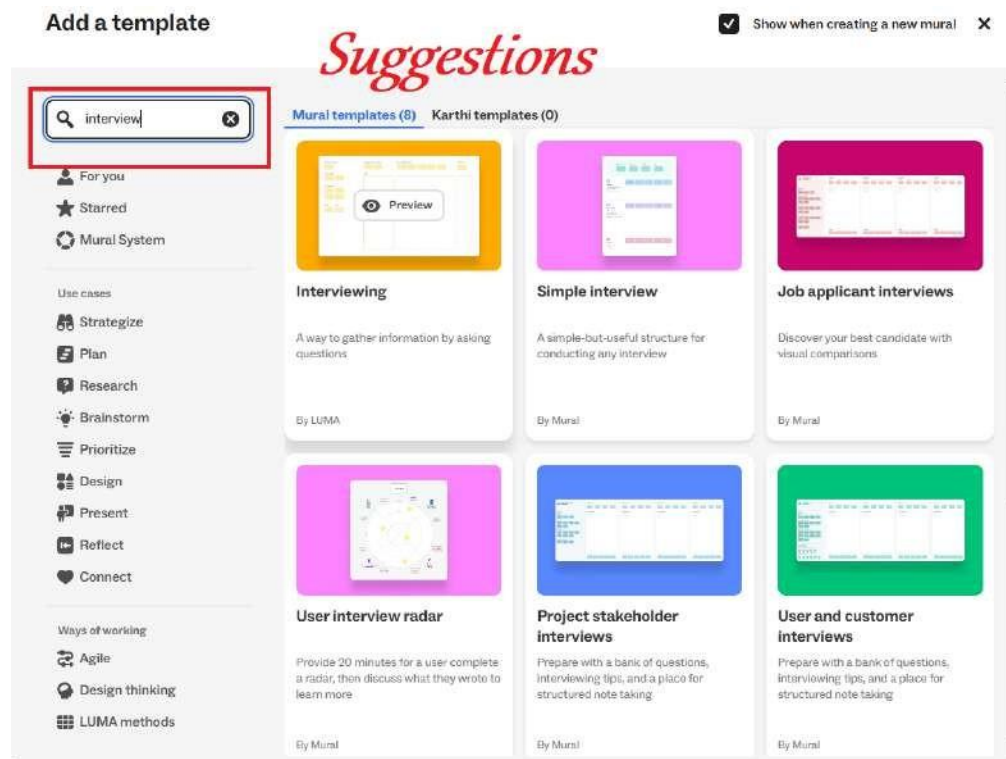 Add a template
Show when creating a new mural
Suggestions
interview
Mural templates (8) Karthi templates (0)
For you
Starred
Mural System
Use cases
Strategize
Plan
Research
Brainstorm
Prioritize
Design
Present
Reflect
Connect
Ways of working
Agile
Design thinking
LUMA methods
Preview
Interviewing
A way to gather information by asking
questions
By LUMA
Simple interview
A simple-but-useful structure for
conducting any interview
By Mural
Job applicant interviews
Discover your best candidate with
visual comparisons
By Mural
User interview radar
Provide 20 minutes for a user complete
a radar, then discuss what they wrote to
learn more
By Mural
Project stakeholder
interviews
Prepare with a bank of questions,
interviewing tips, and a place for
structured note taking
By Mural
User and customer
interviews
Prepare with a bank of questions,
interviewing tips, and a place for
structured note taking
By Mural